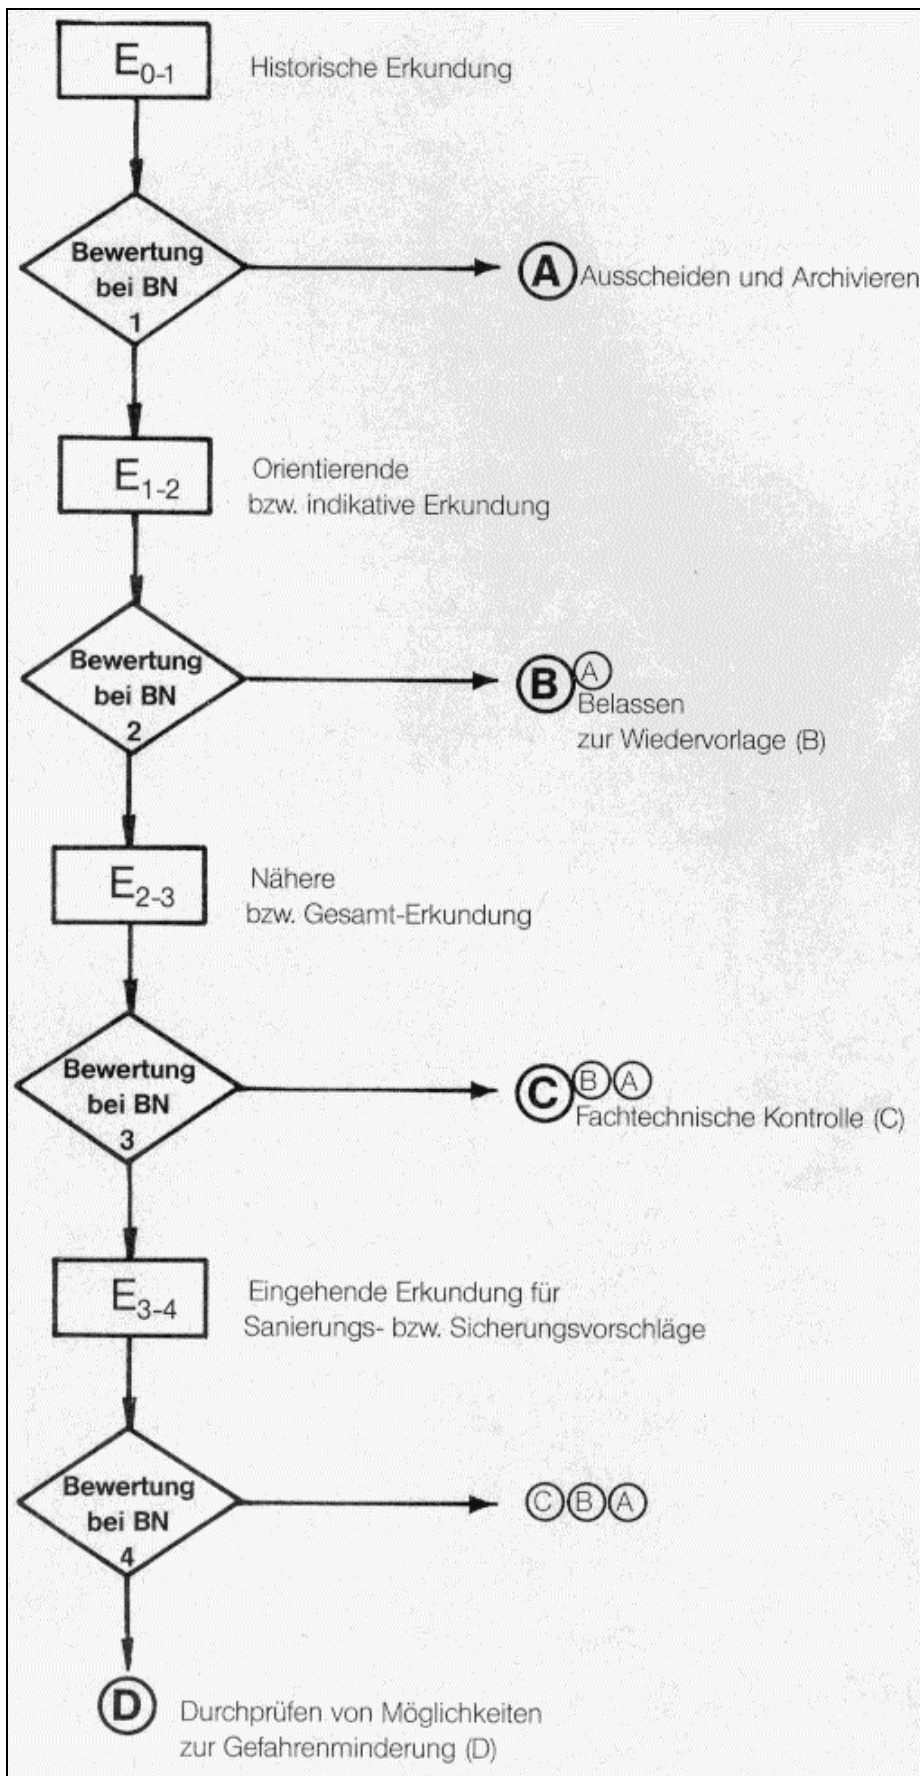 E0-1
Historische Erkundung
Bewertung
bei BN
1
A
Ausscheiden und Archivieren
E1-2
Orientierende
bzw. indikative Erkundung
Bewertung
bei BN
2
B A
Belassen
zur Wiedervorlage (B)
E2-3
Nähere
bzw. Gesamt-Erkundung
Bewertung
bei BN
3
C B A
Fachtechnische Kontrolle (C)
E3-4
Eingehende Erkundung für
Sanierungs- bzw. Sicherungsvorschläge
Bewertung
bei BN
4
C B A
D
Durchprüfen von Möglichkeiten
zur Gefahrenminderung (D)